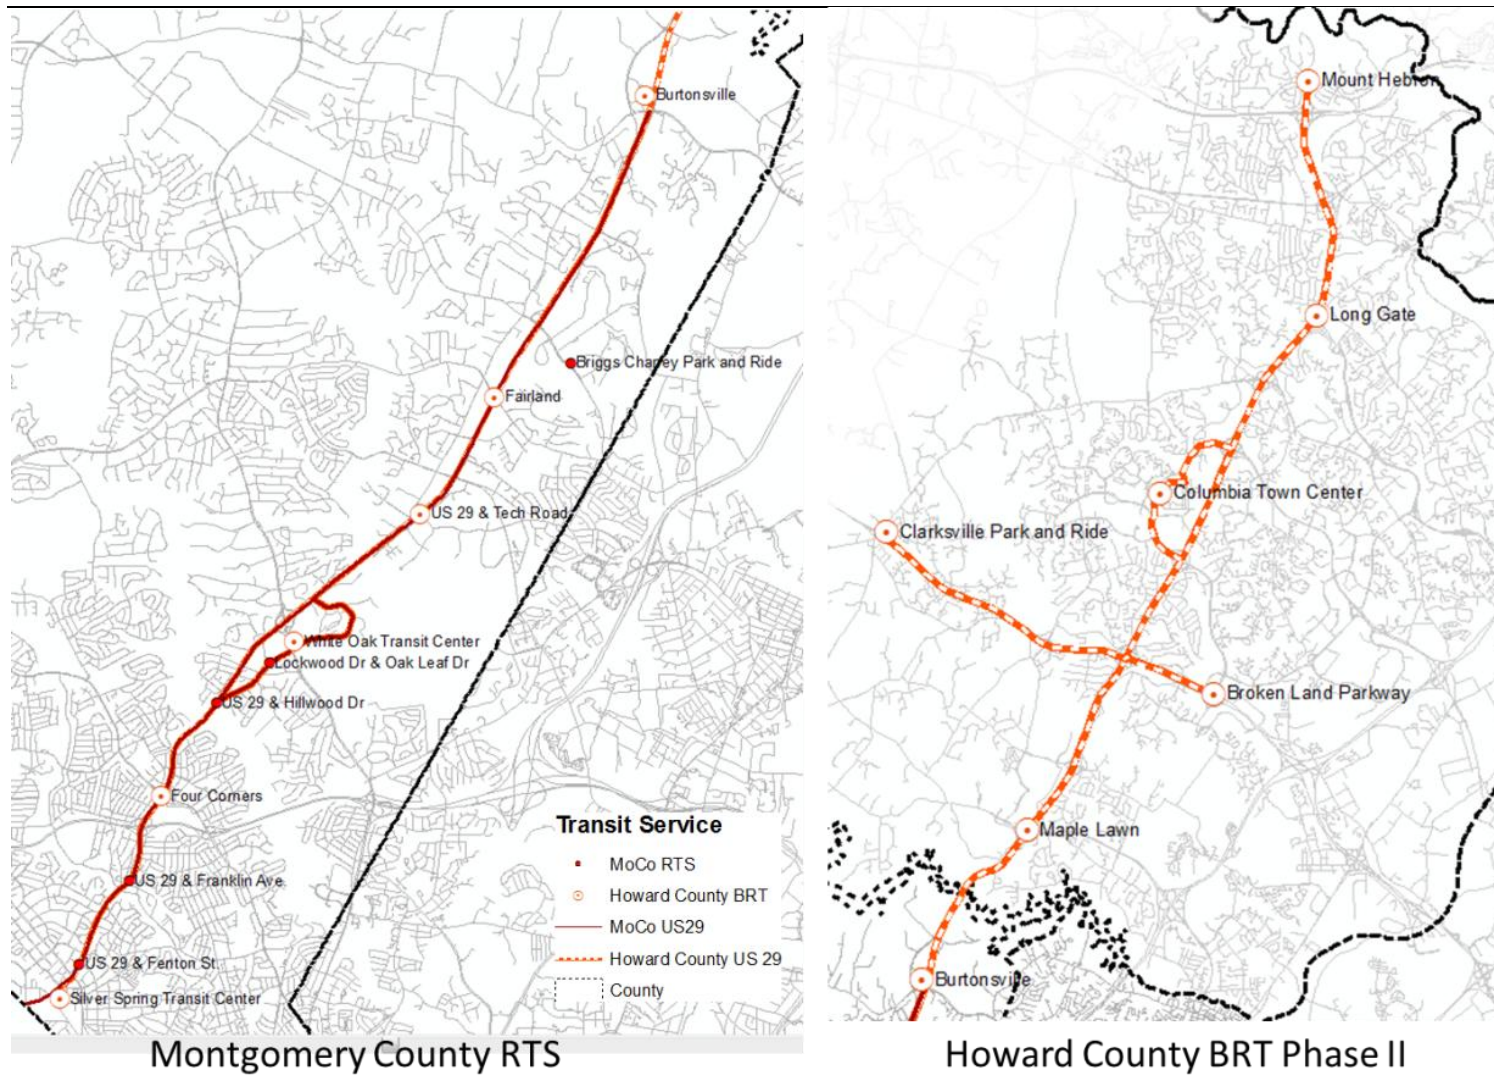 Burtonsville
Briggs Chaney Park and Ride
Fairland
US 29 & Tech Road
White Oak Transit Center
Lockwood Dr & Oak Leaf Dr
US 29 & Hillwood Dr
Four Corners
US 29 & Franklin Ave
US 29 & Fenton St.
Silver Spring Transit Center
Transit Service
MoCo RTS
Howard County BRT
MoCo US29
Howard County US 29
County
Montgomery County RTS
Mount Hebron
Long Gate
Columbia Town Center
Clarksville Park and Ride
Broken Land Parkway
Maple Lawn
Burtonsville
Howard County BRT Phase II